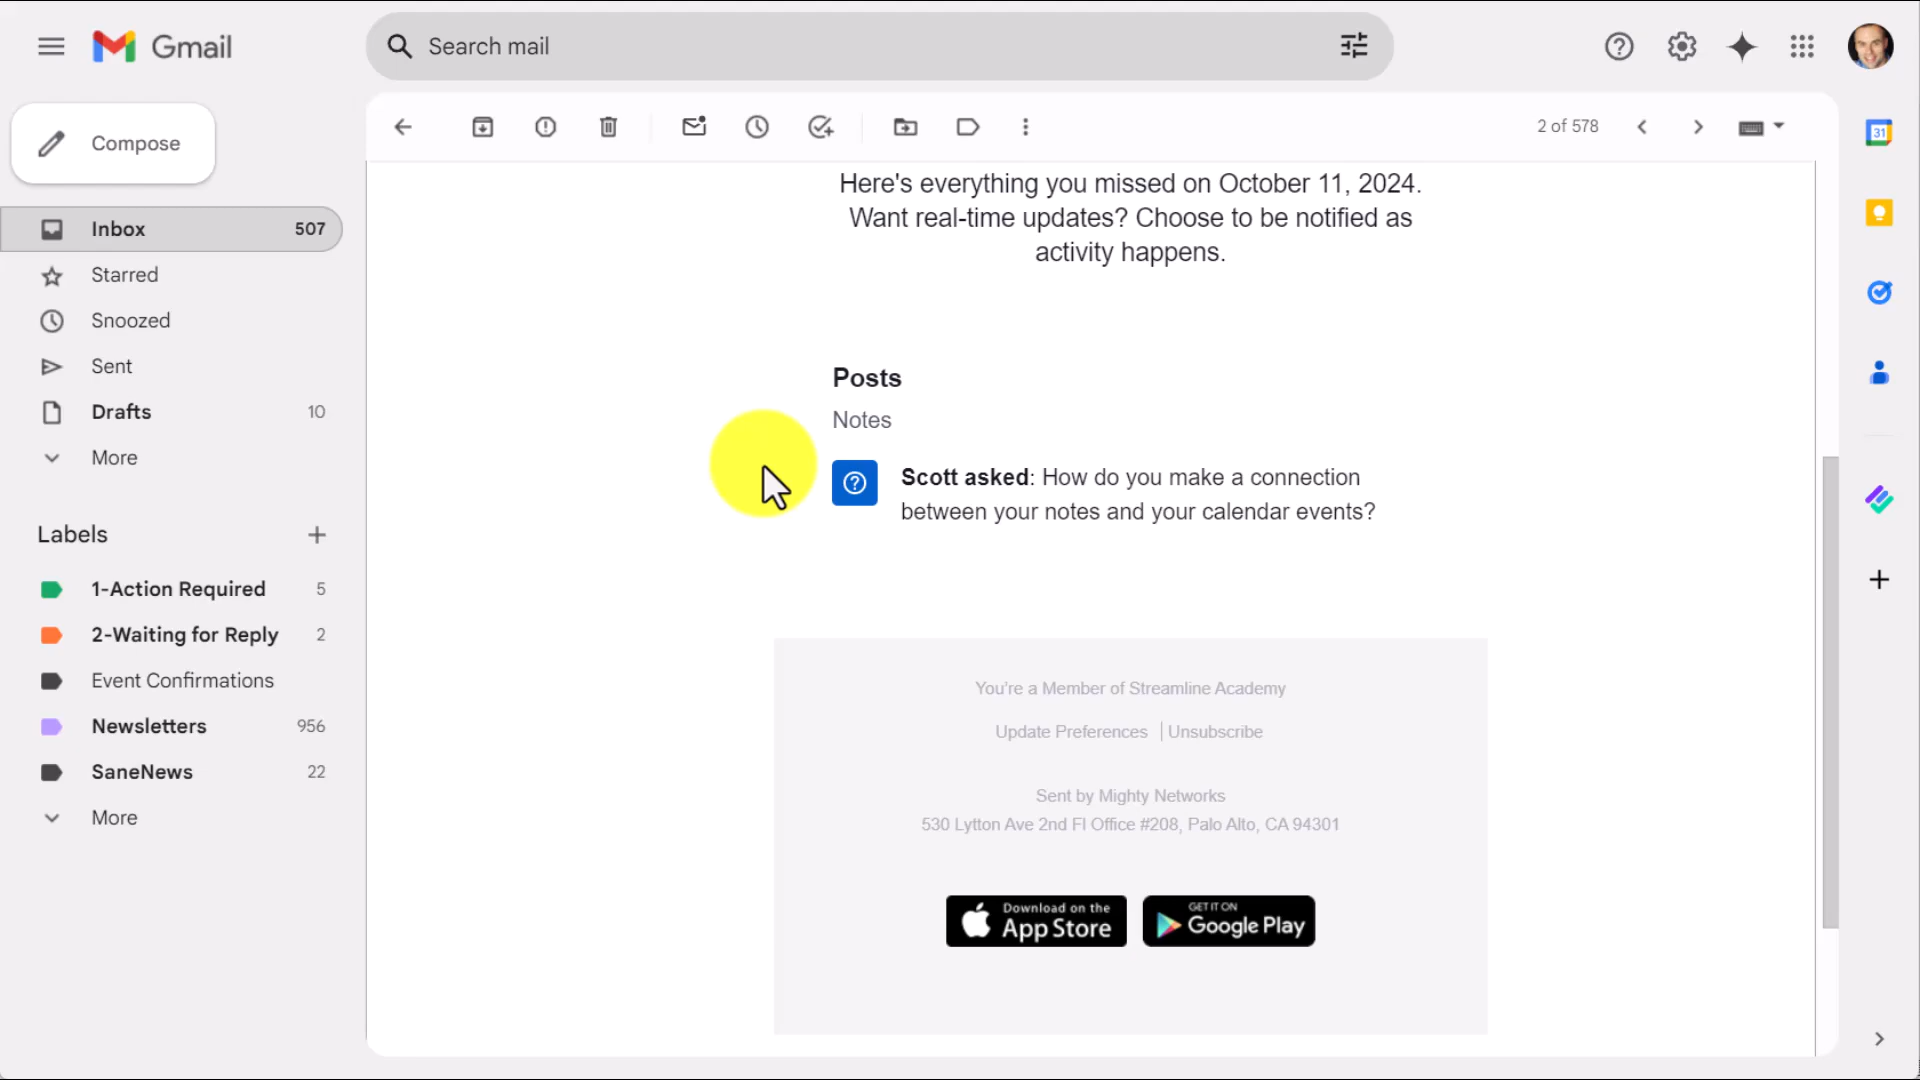 Gmail
Search mail
Compose
2 of 578
Inbox 507
Starred
Snoozed
Sent
Drafts 10
More
Labels
1-Action Required 5
2-Waiting for Reply 2
Event Confirmations
Newsletters 956
SaneNews 22
More
Here's everything you missed on October 11, 2024.
Want real-time updates? Choose to be notified as
activity happens.
Posts
Notes
Scott asked: How do you make a connection
between your notes and your calendar events?
You're a Member of Streamline Academy
Update Preferences | Unsubscribe
Sent by Mighty Networks
530 Lytton Ave 2nd Fl Office #208, Palo Alto, CA 94301
Download on the
App Store
GET IT ON
Google Play
31